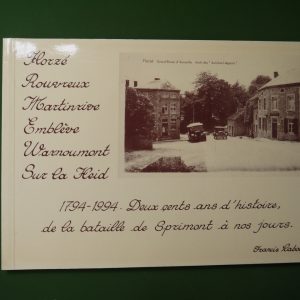 Florzé
Rouvreux
Martinrive
Emblève
Warnoumont
Sur la Heid
1794-1994. Deux cents ans d'histoire,
de la bataille de Sprimont à nos jours.
Francis